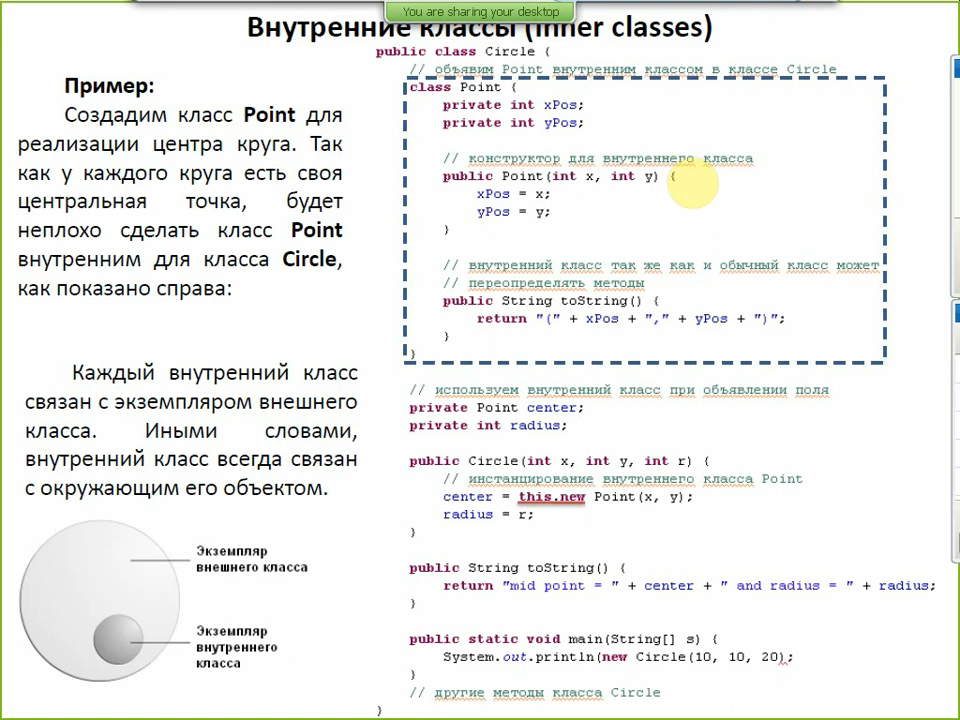 You are sharing your desktop
Внутренние классы (Inner classes)
Пример:
Создадим класс Point для
реализации центра круга. Так
как у каждого круга есть своя
центральная точка, будет
неплохо сделать класс Point
внутренним для класса Circle,
как показано справа:
Каждый внутренний класс
связан с экземпляром внешнего
класса. Иными словами,
внутренний класс всегда связан
с окружающим его объектом.
Экземпляр
внешнего класса
Экземпляр
внутреннего
класса
public class Circle {
// объявим Point внутренним классом в классе Circle
class Point {
private int xPos;
private int yPos;
// конструктор для внутреннего класса
public Point(int x, int y) {
xPos = x;
yPos = y;
}
// внутренний класс так же как и обычный класс может
// переопределять методы
public String toString() {
return "(" + xPos + "," + yPos + ")";
}
}
// используем внутренний класс при объявлении поля
private Point center;
private int radius;
public Circle(int x, int y, int r) {
// инстанцирование внутреннего класса Point
center = this.new Point(x, y);
radius = r;
}
public String toString() {
return "mid point = " + center + " and radius = " + radius;
}
public static void main(String[] s) {
System.out.println(new Circle(10, 10, 20);
}
// другие методы класса Circle
}